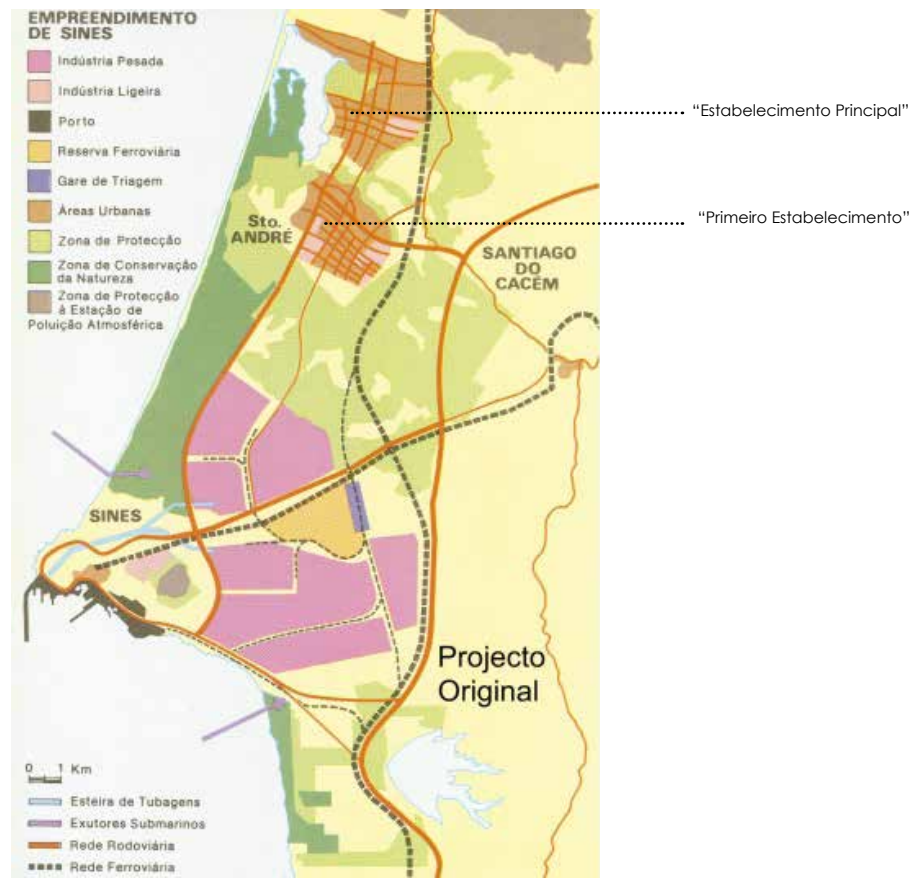 EMPREENDIMENTO
DE SINES
Indústria Pesada
Indústria Ligeira
Porto
Reserva Ferroviária
Gare de Triagem
Áreas Urbanas
Zona de Protecção
Zona de Conservação
da Natureza
Zona de Protecção
á Estação de
Poluição Atmosférica
“Estabelecimento Principal”
“Primeiro Estabelecimento”
Sto.
ANDRÉ
SANTIAGO
DO
CACÉM
SINES
Projecto
Original
0 1 Km
Esteira de Tubagens
Exutores Submarinos
Rede Rodoviária
Rede Ferroviária